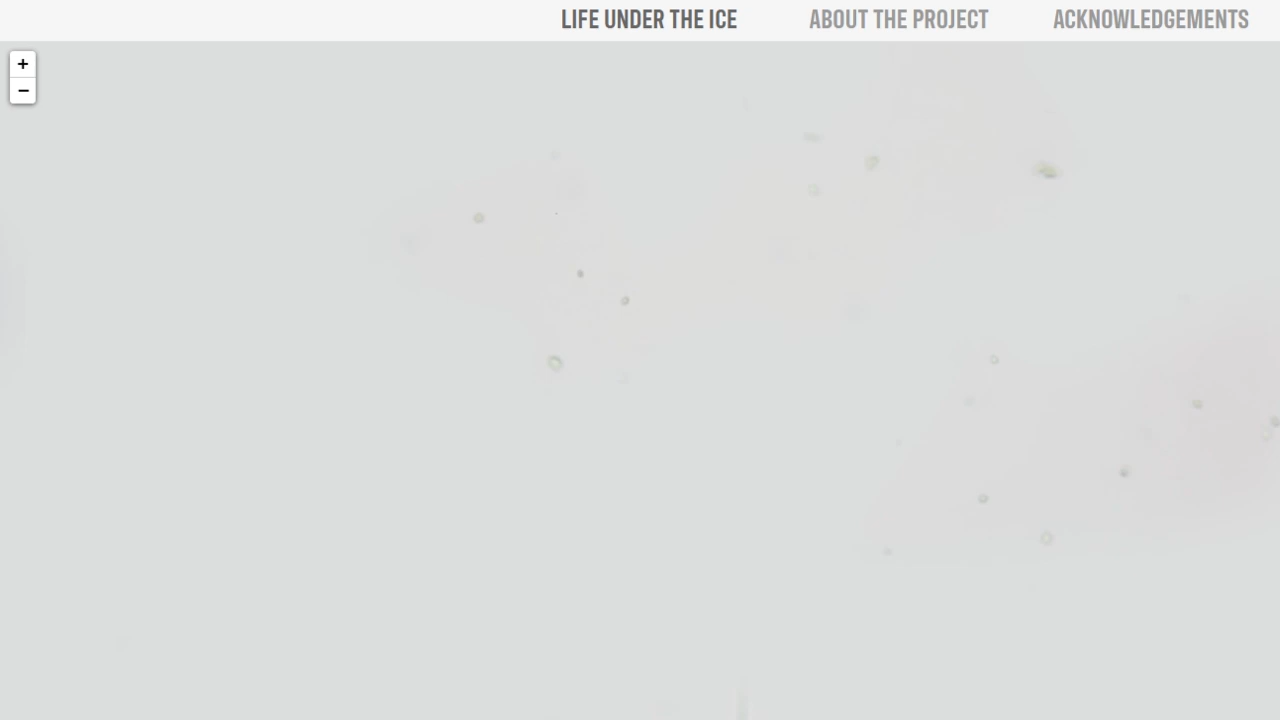 LIFE UNDER THE ICE ABOUT THE PROJECT ACKNOWLEDGEMENTS
+
−